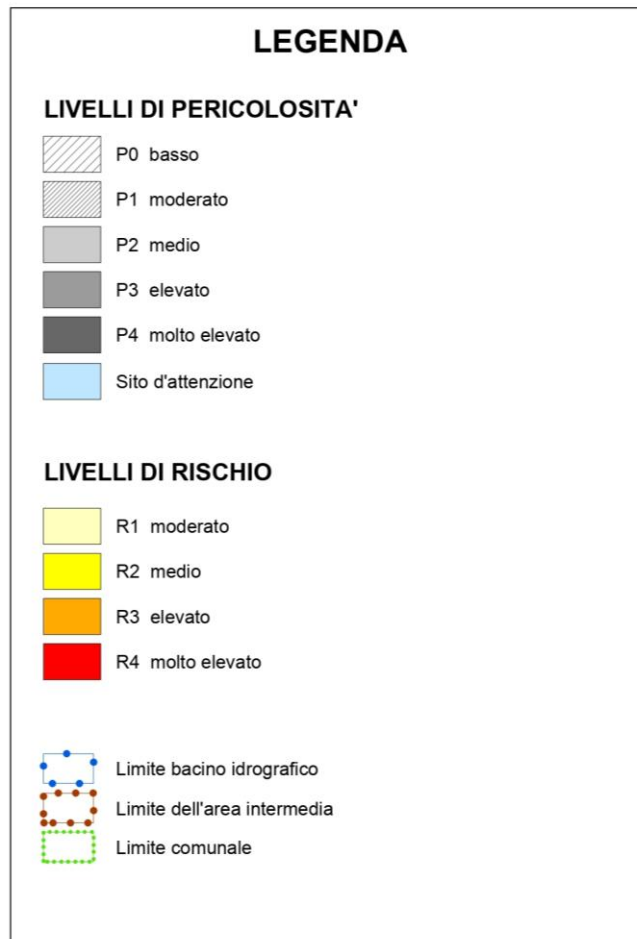 LEGENDA
LIVELLI DI PERICOLOSITA'
P0 basso
P1 moderato
P2 medio
P3 elevato
P4 molto elevato
Sito d'attenzione
LIVELLI DI RISCHIO
R1 moderato
R2 medio
R3 elevato
R4 molto elevato
Limite bacino idrografico
Limite dell'area intermedia
Limite comunale